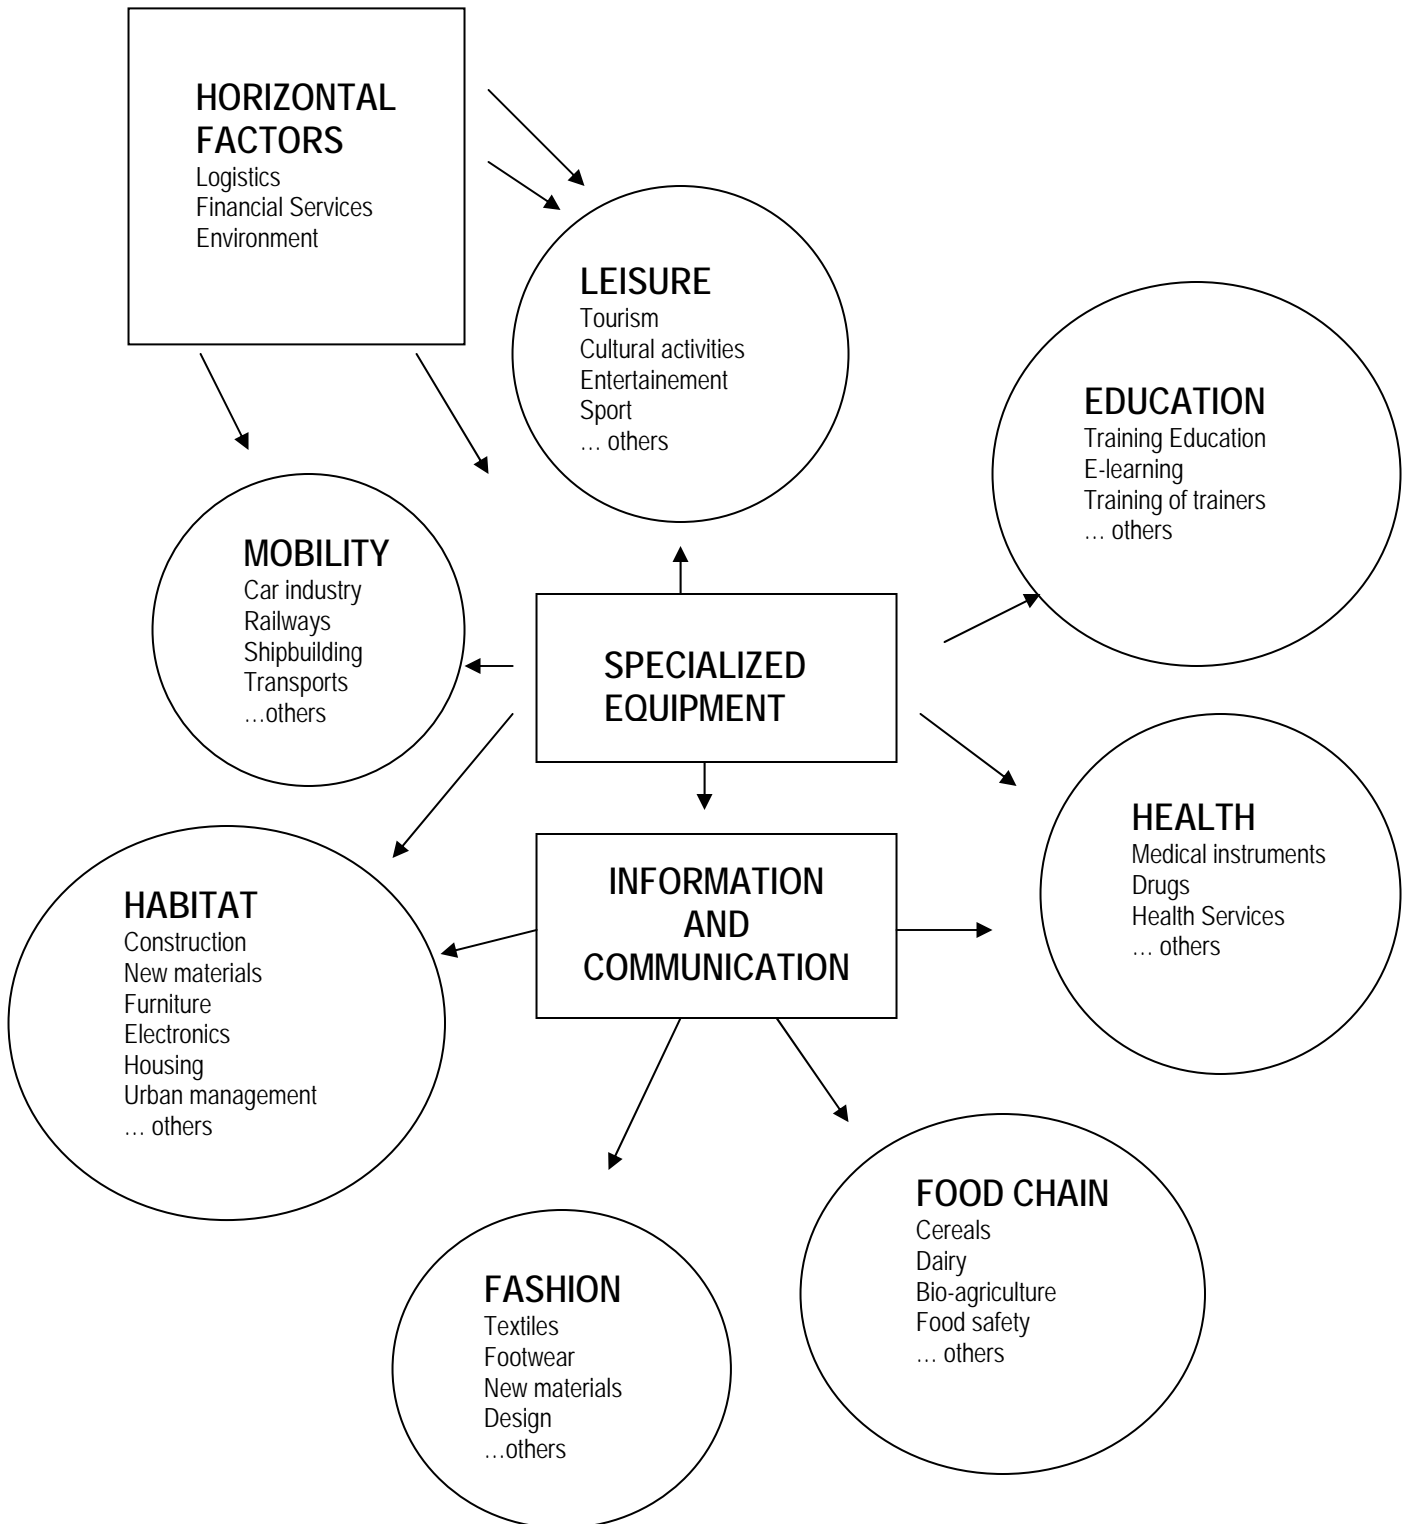 HORIZONTAL
FACTORS
Logistics
Financial Services
Environment
LEISURE
Tourism
Cultural activities
Entertainement
Sport
… others
EDUCATION
Training Education
E-learning
Training of trainers
… others
MOBILITY
Car industry
Railways
Shipbuilding
Transports
…others
SPECIALIZED
EQUIPMENT
HEALTH
Medical instruments
Drugs
Health Services
… others
INFORMATION
AND
COMMUNICATION
HABITAT
Construction
New materials
Furniture
Electronics
Housing
Urban management
… others
FOOD CHAIN
Cereals
Dairy
Bio-agriculture
Food safety
… others
FASHION
Textiles
Footwear
New materials
Design
…others